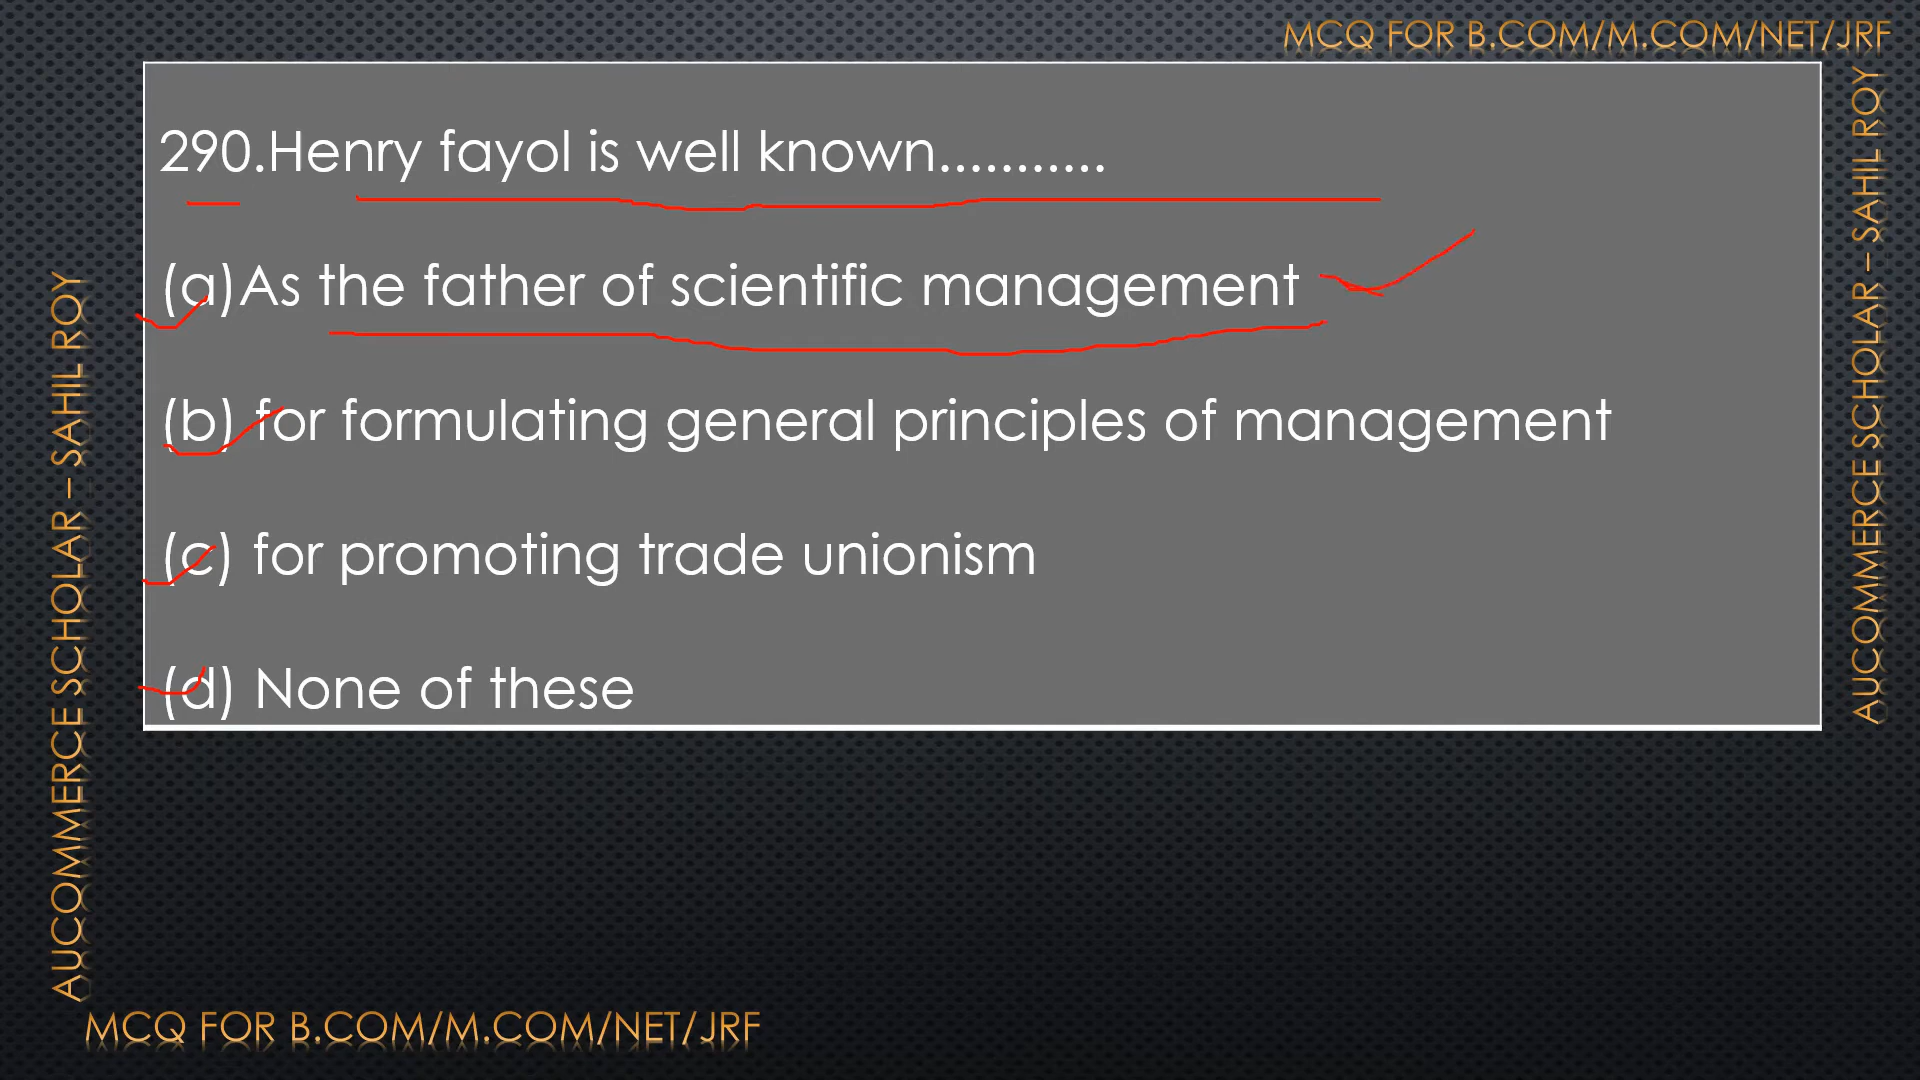 MCQ FOR B.COM/M.COM/NET/JRF
290.Henry fayol is well known...........
(a)As the father of scientific management
(b) for formulating general principles of management
(c) for promoting trade unionism
(d) None of these
AUCOMMERCE SCHOLAR – SAHIL ROY
AUCOMMERCE SCHOLAR – SAHIL ROY
MCQ FOR B.COM/M.COM/NET/JRF